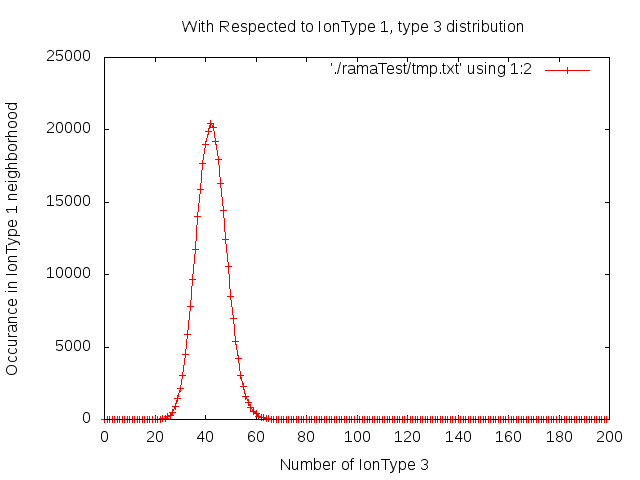 With Respected to IonType 1, type 3 distribution
'./ramaTest/tmp.txt' using 1:2
Occurance in IonType 1 neighborhood
25000
20000
15000
10000
5000
0
0 20 40 60 80 100 120 140 160 180 200
Number of IonType 3